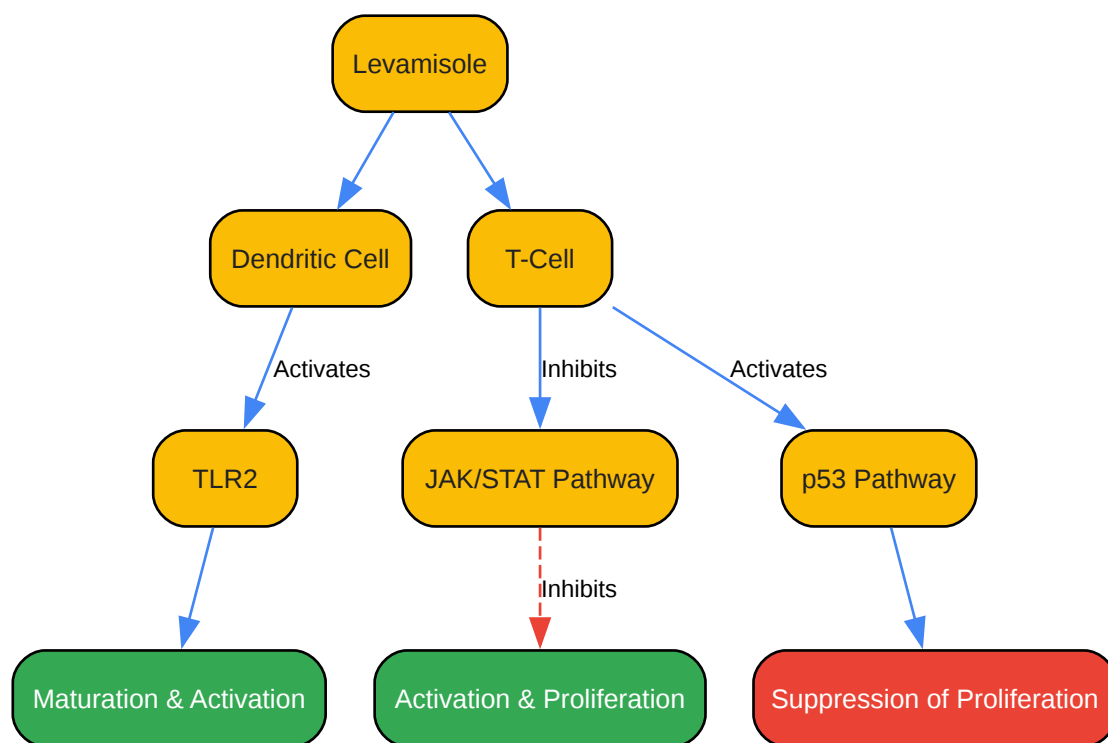 Levamisole
Dendritic Cell
T-Cell
Activates
Inhibits
Activates
TLR2
JAK/STAT Pathway
p53 Pathway
Inhibits
Maturation & Activation
Activation & Proliferation
Suppression of Proliferation